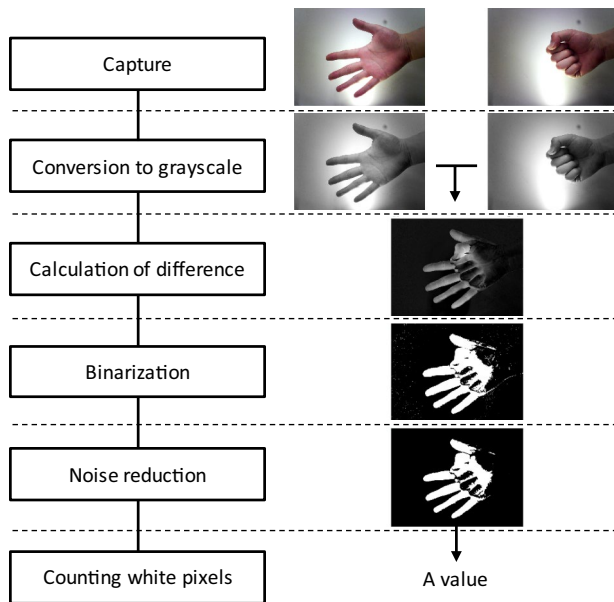 Capture
Conversion to grayscale
Calculation of difference
Binarization
Noise reduction
Counting white pixels
A value